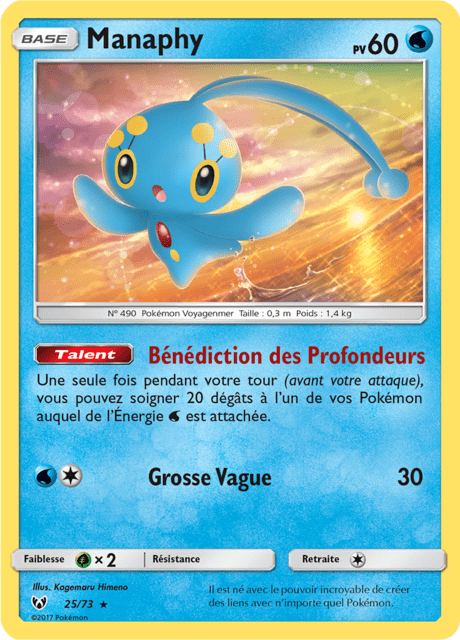 BASE Manaphy PV60
Nº 490 Pokémon Voyagenmer Taille : 0,3 m Poids : 1,4 kg
Talent Bénédiction des Profondeurs
Une seule fois pendant votre tour (avant votre attaque),
vous pouvez soigner 20 dégâts à l'un de vos Pokémon
auquel de l'Énergie est attachée.
Grosse Vague 30
Faiblesse ×2 Résistance Retraite
Illus. Kagemaru Himeno
25/73 ★
©2017 Pokémon
Il est né avec le pouvoir incroyable de créer
des liens avec n'importe quel Pokémon.